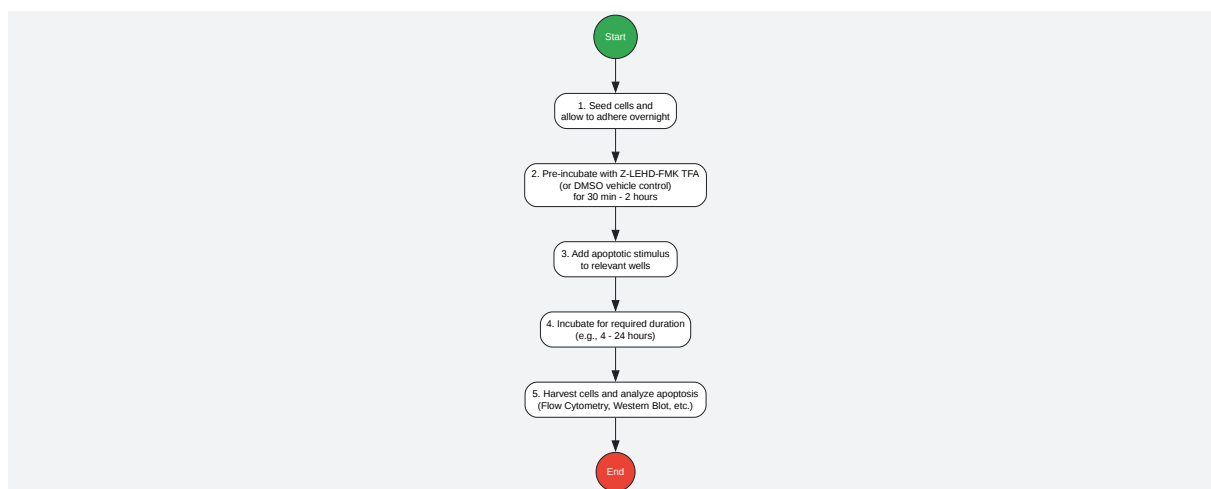 Start
1. Seed cells and
allow to adhere overnight
2. Pre-incubate with Z-LEHD-FMK TFA
(or DMSO vehicle control)
for 30 min - 2 hours
3. Add apoptotic stimulus
to relevant wells
4. Incubate for required duration
(e.g., 4 - 24 hours)
5. Harvest cells and analyze apoptosis
(Flow Cytometry, Western Blot, etc.)
End